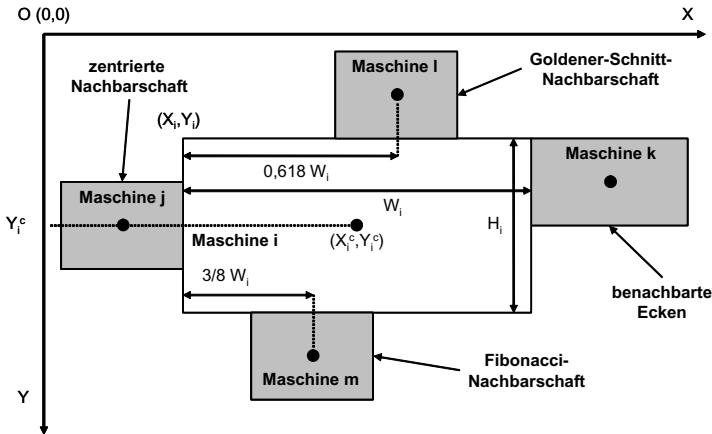 O (0,0)
X
zentrierte
Nachbarschaft
Maschine l
Goldener-Schnitt-
Nachbarschaft
(Xᵢ,Yᵢ)
Maschine k
0,618 Wᵢ
Maschine j
Wᵢ
Hᵢ
Yᵢᶜ
Maschine i
(Xᵢᶜ,Yᵢᶜ)
3/8 Wᵢ
benachbarte
Ecken
Maschine m
Fibonacci-
Nachbarschaft
Y